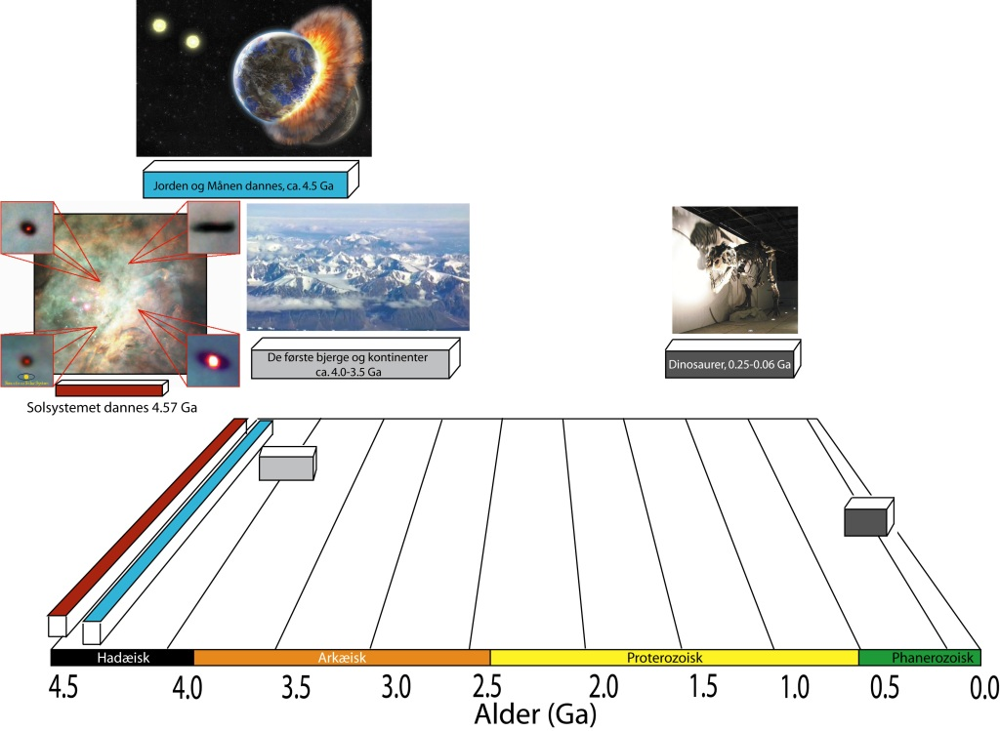 Jorden og Månen dannes, ca. 4.5 Ga
De første bjerge og kontinenter
ca. 4.0-3.5 Ga
Dinosaurer, 0.25-0.06 Ga
Solsystemet dannes 4.57 Ga
Hadæisk
Arkæisk
Proterozoisk
Phanerozoisk
4.5 4.0 3.5 3.0 2.5 2.0 1.5 1.0 0.5 0.0
Alder (Ga)